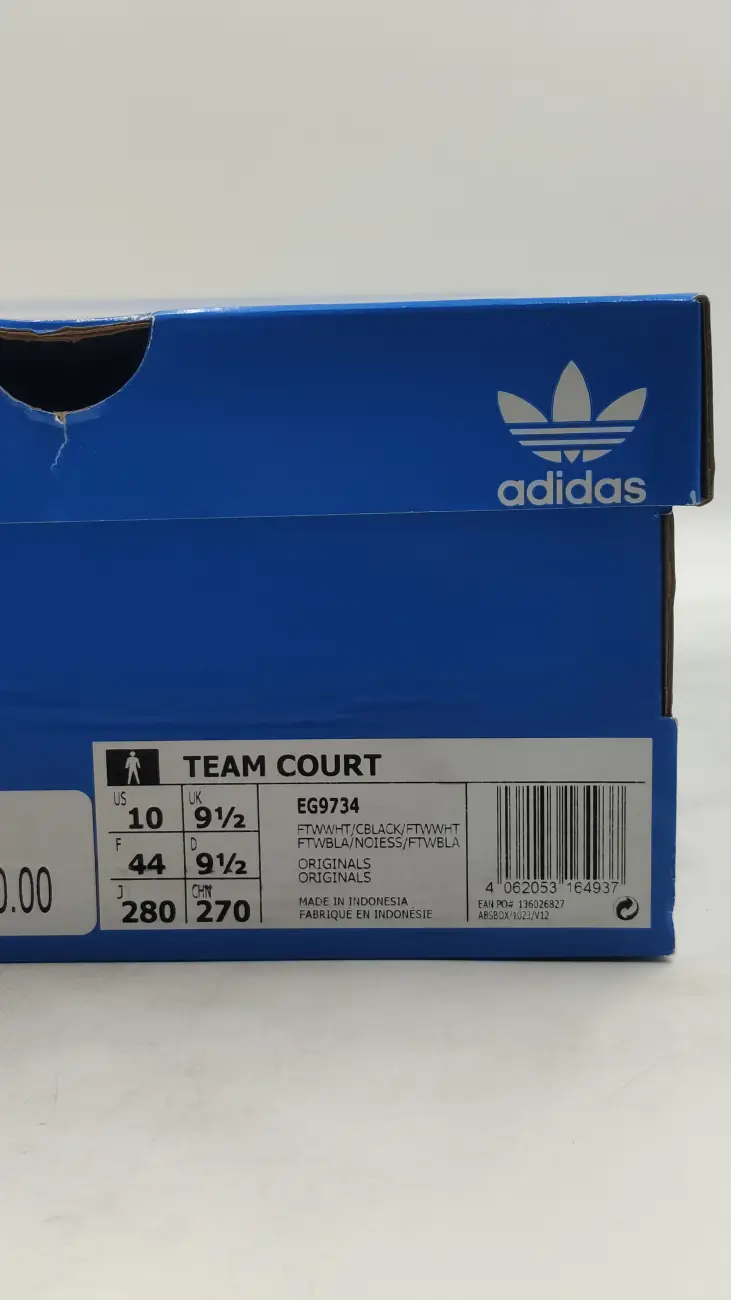 adidas
TEAM COURT
US 10 UK 9½
F 44 D 9½
J 280 CHN 270
EG9734
FTWWHT/CBLACK/FTWWHT
FTWBLA/NOIESS/FTWBLA
ORIGINALS
ORIGINALS
MADE IN INDONESIA
FABRIQUE EN INDONÉSIE
4 062053 164937
EAN PO# 136026827
ABSBOX/1023/V12
0.00